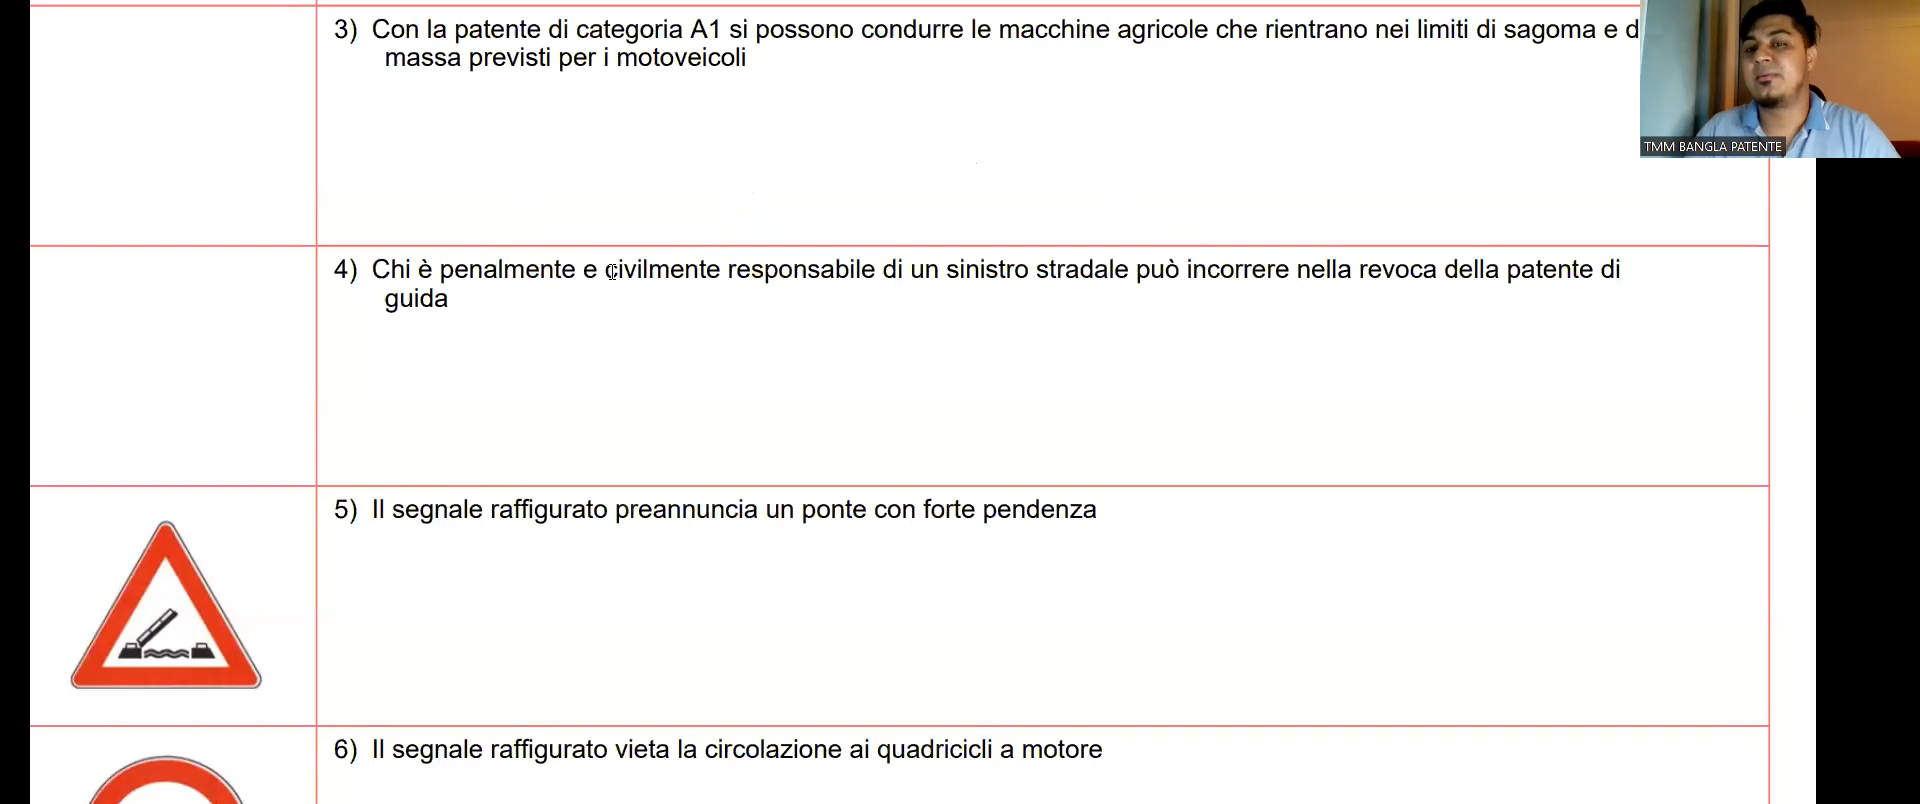 3) Con la patente di categoria A1 si possono condurre le macchine agricole che rientrano nei limiti di sagoma e d
massa previsti per i motoveicoli
TMM BANGLA PATENTE
4) Chi è penalmente e civilmente responsabile di un sinistro stradale può incorrere nella revoca della patente di
guida
5) Il segnale raffigurato preannuncia un ponte con forte pendenza
6) Il segnale raffigurato vieta la circolazione ai quadricicli a motore